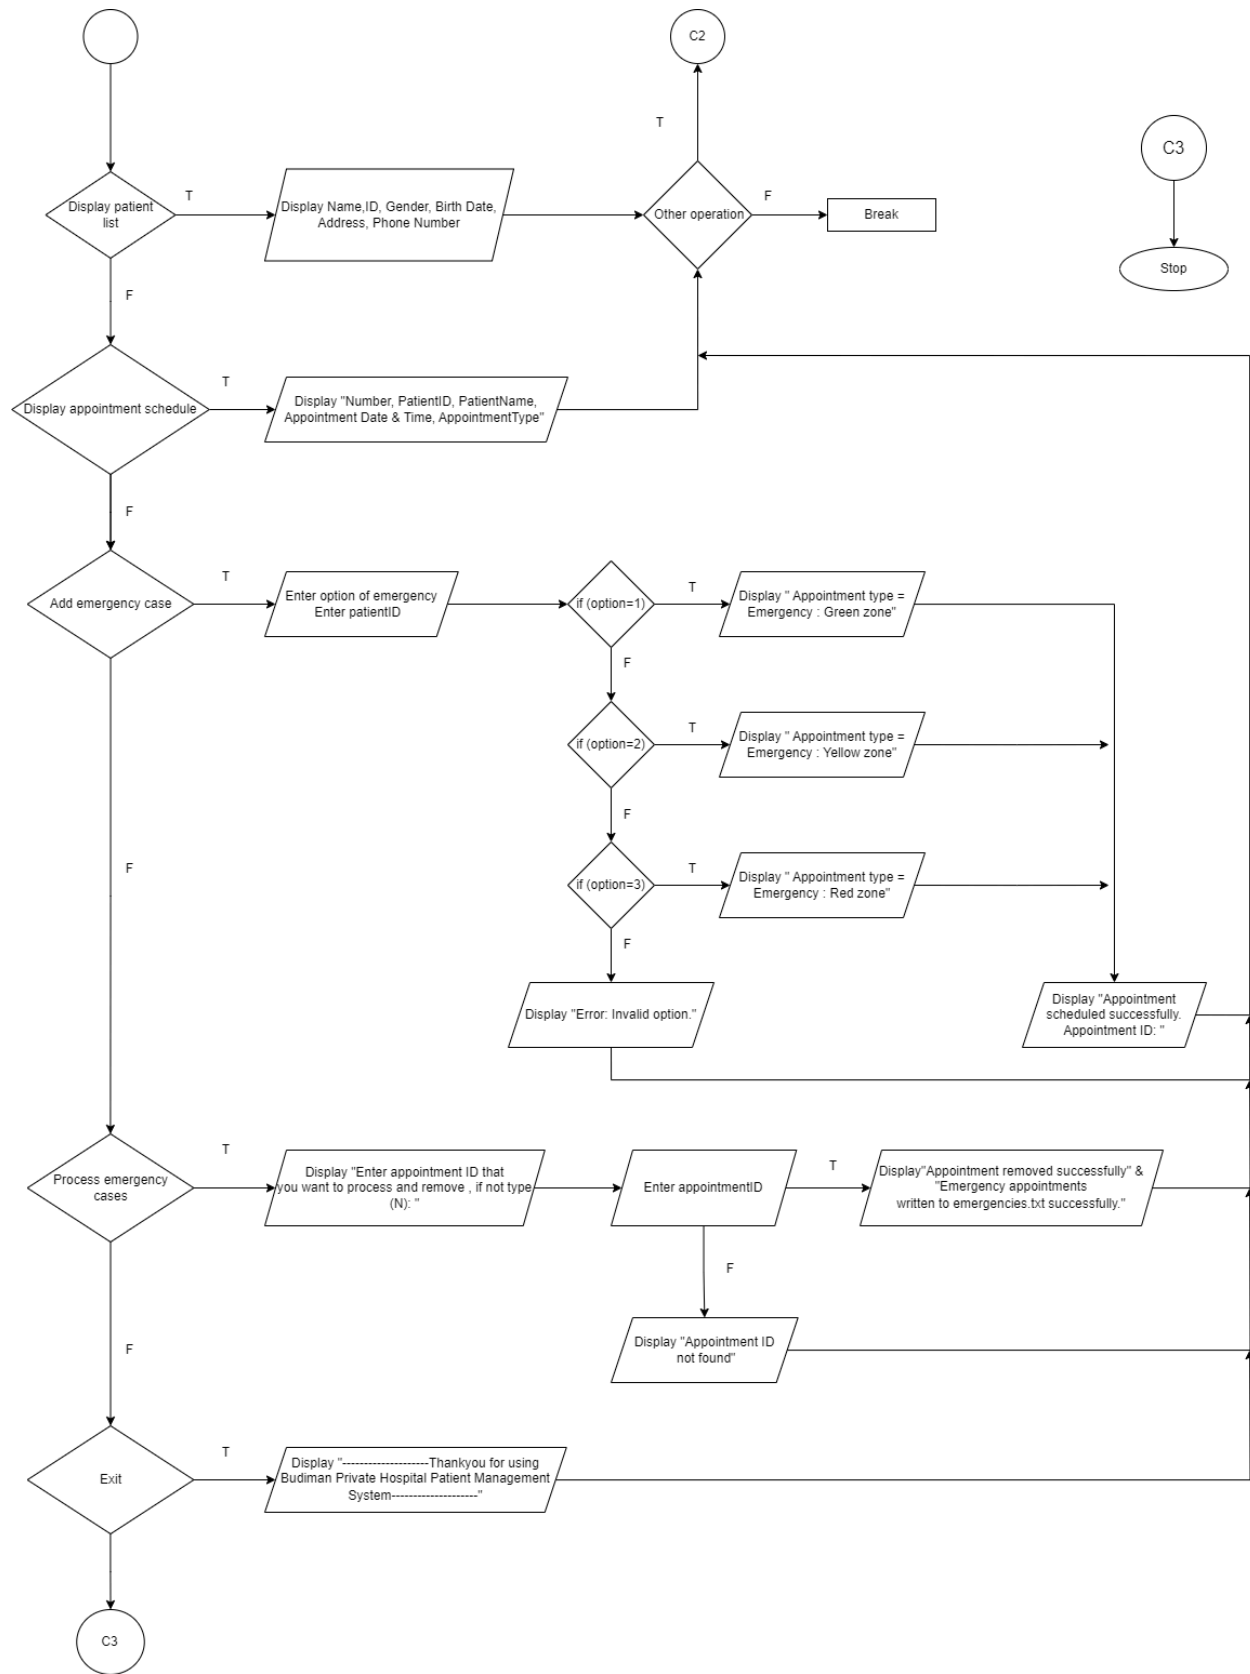 C2
T
C3
Display patient
list
T
Display Name,ID, Gender, Birth Date,
Address, Phone Number
Other operation
F
Break
Stop
F
Display appointment schedule
T
Display "Number, PatientID, PatientName,
Appointment Date & Time, AppointmentType"
F
Add emergency case
T
Enter option of emergency
Enter patientID
if (option=1)
T
Display " Appointment type =
Emergency : Green zone"
F
if (option=2)
T
Display " Appointment type =
Emergency : Yellow zone"
F
if (option=3)
T
Display " Appointment type =
Emergency : Red zone"
F
F
Display "Error: Invalid option."
Display "Appointment
scheduled successfully.
Appointment ID: "
Process emergency
cases
T
Display "Enter appointment ID that
you want to process and remove , if not type
(N): "
Enter appointmentID
T
Display"Appointment removed successfully" &
"Emergency appointments
written to emergencies.txt successfully."
F
Display "Appointment ID
not found"
F
Exit
T
Display "--------------------Thankyou for using
Budiman Private Hospital Patient Management
System--------------------"
C3